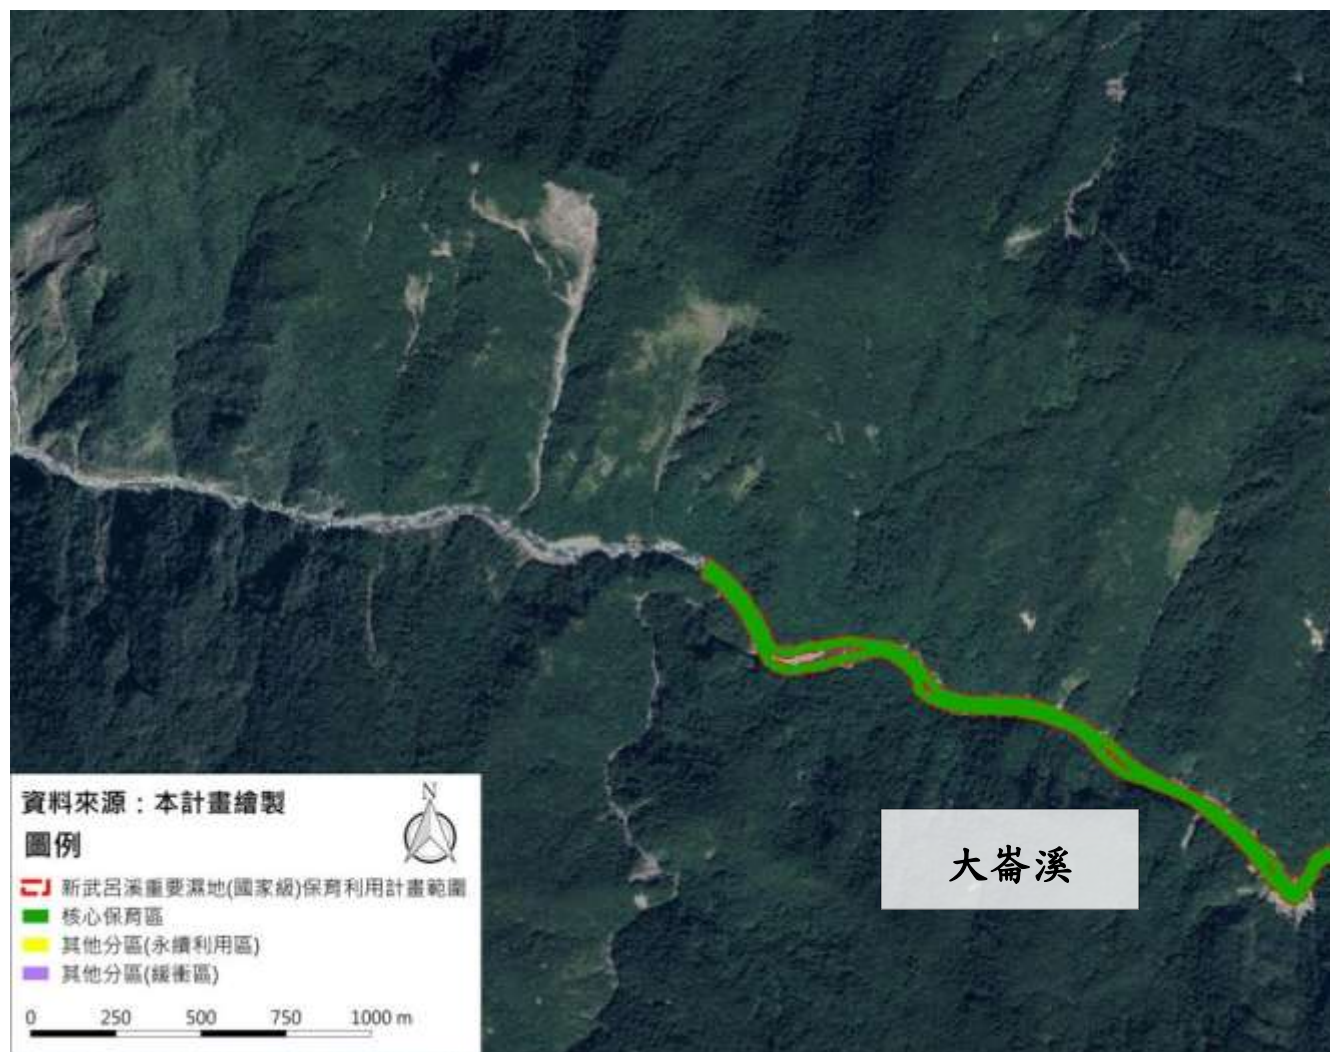 大崙溪
資料來源：本計畫繪製
N
圖例
新武呂溪重要濕地(國家級)保育利用計畫範圍
核心保育區
其他分區(永續利用區)
其他分區(緩衝區)
0 250 500 750 1000 m